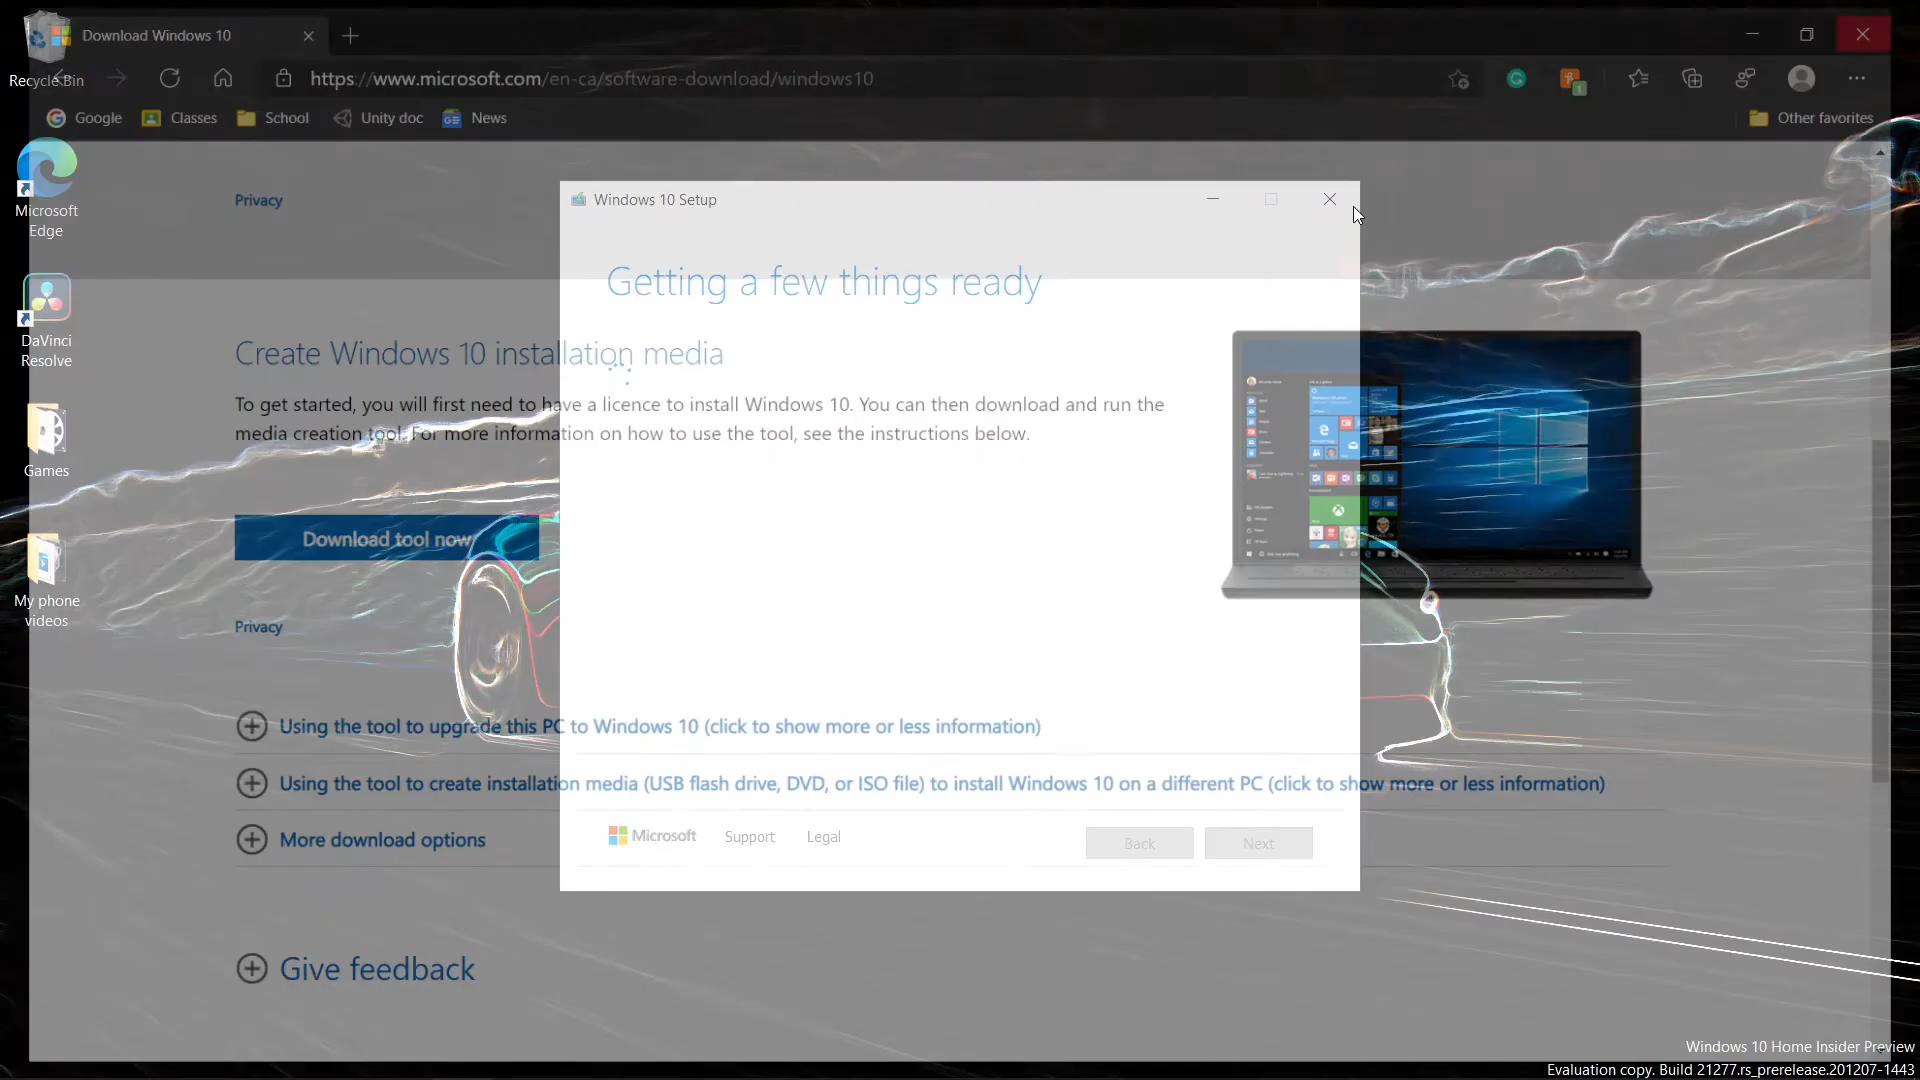 Download Windows 10
Recycle Bin
https://www.microsoft.com/en-ca/software-download/windows10
1
Google
Classes
School
Unity doc
GE
News
Other favorites
Microsoft
Edge
Privacy
Windows 10 Setup
Getting a few things ready
DaVinci
Resolve
Create Windows 10 installation media
To get started, you will first need to have a licence to install Windows 10. You can then download and run the
media creation tool. For more information on how to use the tool, see the instructions below.
Games
Download tool now
My phone
videos
Privacy
Using the tool to upgrade this PC to Windows 10 (click to show more or less information)
Using the tool to create installation media (USB flash drive, DVD, or ISO file) to install Windows 10 on a different PC (click to show more or less information)
More download options
Microsoft
Support
Legal
Back
Next
Give feedback
Windows 10 Home Insider Preview
Evaluation copy. Build 21277.rs_prerelease.201207-1443